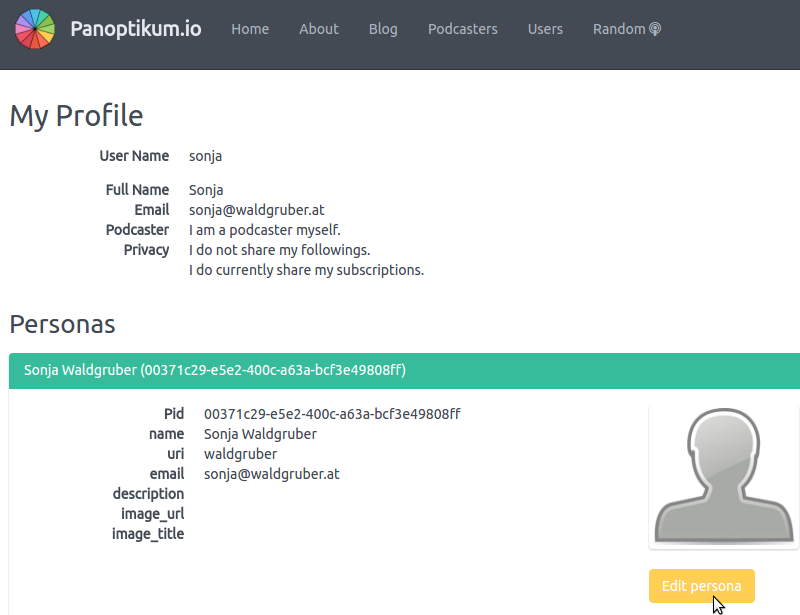 Panoptikum.io Home About Blog Podcasters Users Random
My Profile
User Name sonja
Full Name Sonja
Email sonja@waldgruber.at
Podcaster I am a podcaster myself.
Privacy I do not share my followings.
I do currently share my subscriptions.
Personas
Sonja Waldgruber (00371c29-e5e2-400c-a63a-bcf3e49808ff)
Pid 00371c29-e5e2-400c-a63a-bcf3e49808ff
name Sonja Waldgruber
uri waldgruber
email sonja@waldgruber.at
description
image_url
image_title
Edit persona